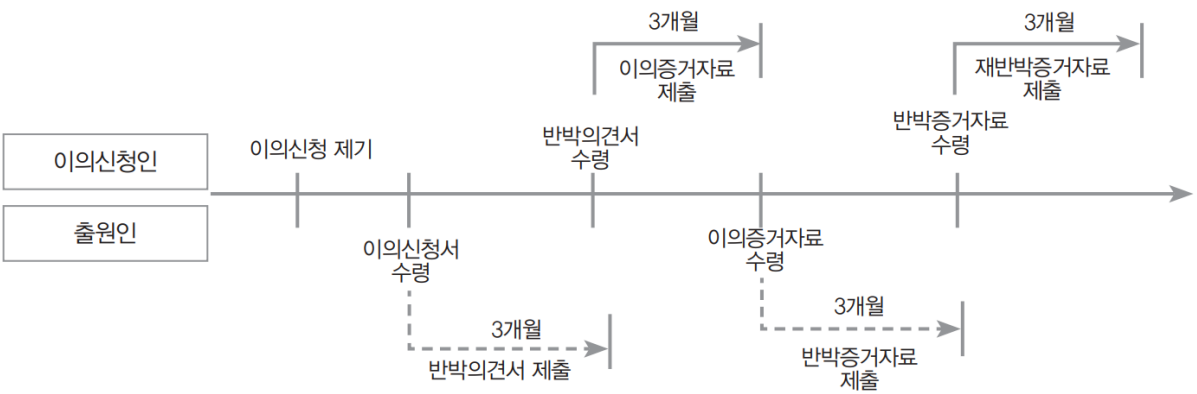 3개월
이의증거자료
제출
3개월
재반박증거자료
제출
이의신청인
이의신청 제기
반박의견서
수령
반박증거자료
수령
출원인
이의신청서
수령
이의증거자료
수령
3개월
반박의견서 제출
3개월
반박증거자료
제출